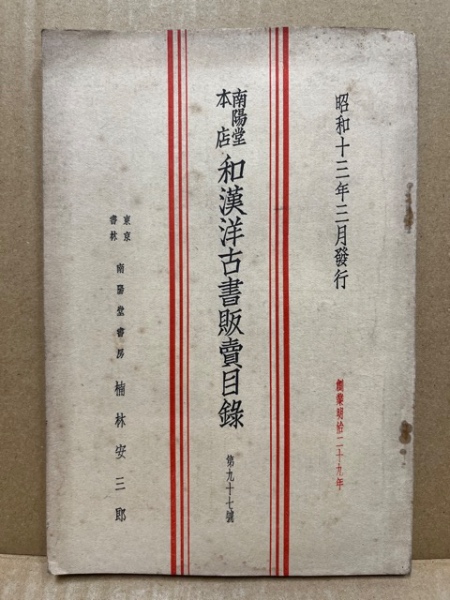 昭和十三年三月發行
創業明治二十九年
南陽堂本店
和漢洋古書販賣目錄
第九十七號
東京書林
南陽堂書房
楠林安三郎